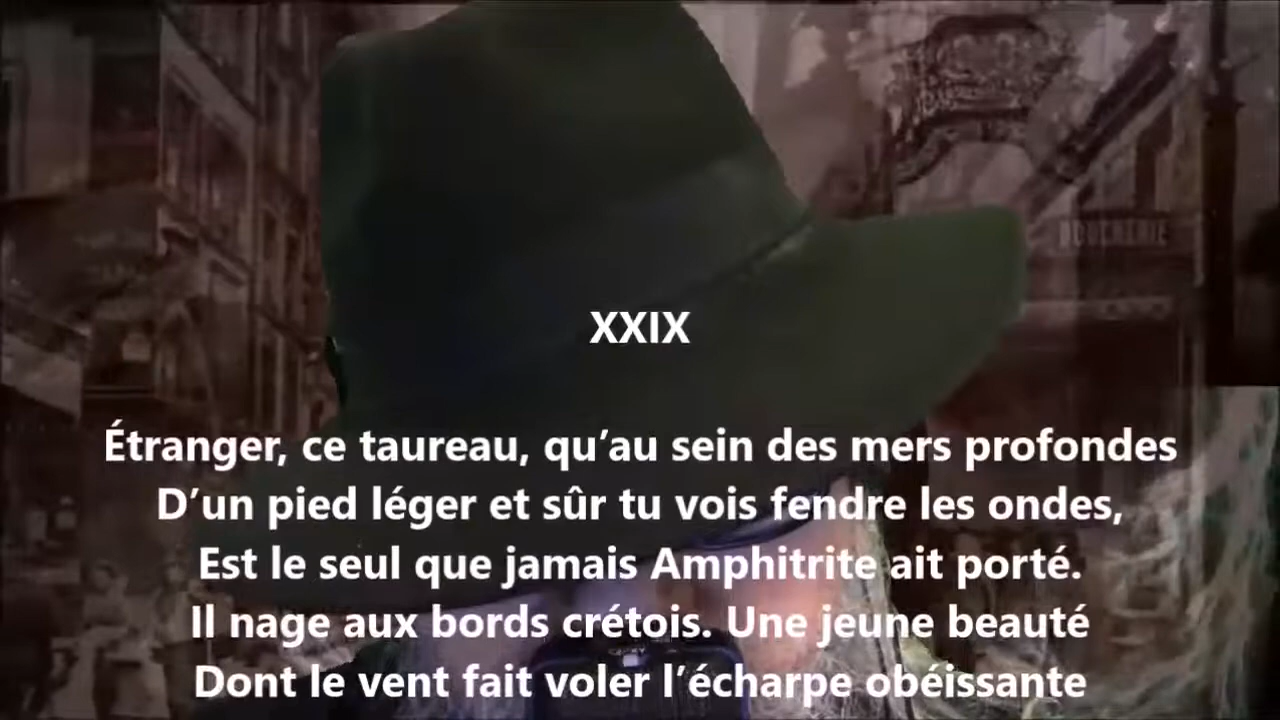 BOUCHERIE
XXIX
Étranger, ce taureau, qu’au sein des mers profondes
D’un pied léger et sûr tu vois fendre les ondes,
Est le seul que jamais Amphitrite ait porté.
Il nage aux bords crétois. Une jeune beauté
Dont le vent fait voler l’écharpe obéissante